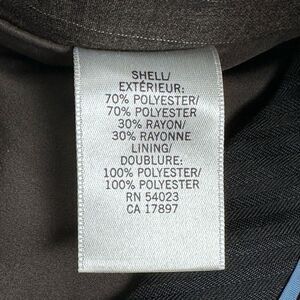 SHELL/
EXTÉRIEUR:
70% POLYESTER/
70% POLYESTER
30% RAYON/
30% RAYONNE
LINING/
DOUBLURE:
100% POLYESTER/
100% POLYESTER
RN 54023
CA 17897